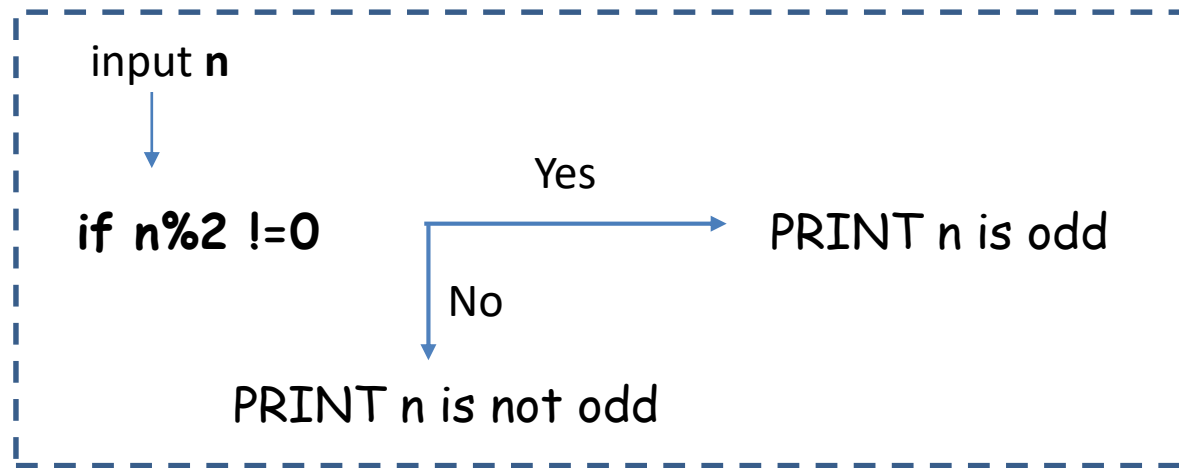 input n
Yes
if n%2 !=0
PRINT n is odd
No
PRINT n is not odd